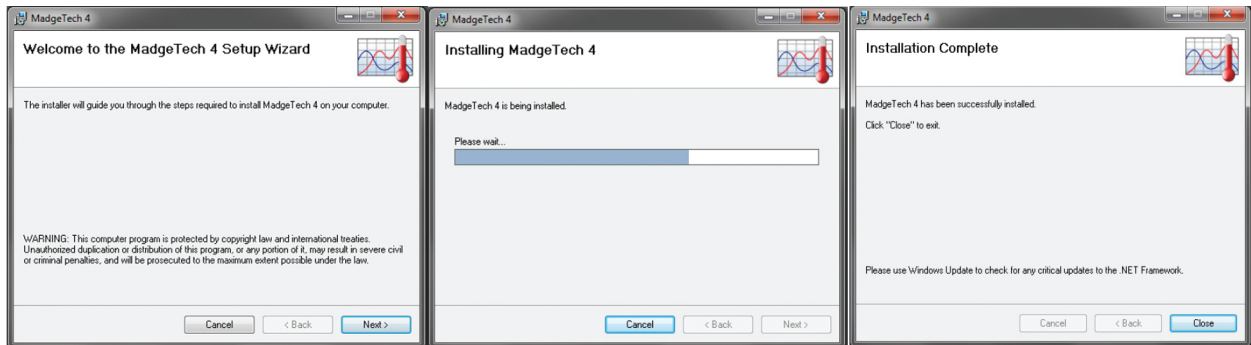 MadgeTech 4
Welcome to the MadgeTech 4 Setup Wizard
The installer will guide you through the steps required to install MadgeTech 4 on your computer.
WARNING: This computer program is protected by copyright law and international treaties.
Unauthorized duplication or distribution of this program, or any portion of it, may result in severe civil
or criminal penalties, and will be prosecuted to the maximum extent possible under the law.
Cancel < Back Next >
MadgeTech 4
Installing MadgeTech 4
MadgeTech 4 is being installed.
Please wait...
Cancel < Back Next >
MadgeTech 4
Installation Complete
MadgeTech 4 has been successfully installed.
Click "Close" to exit.
Please use Windows Update to check for any critical updates to the .NET Framework.
Cancel < Back Close